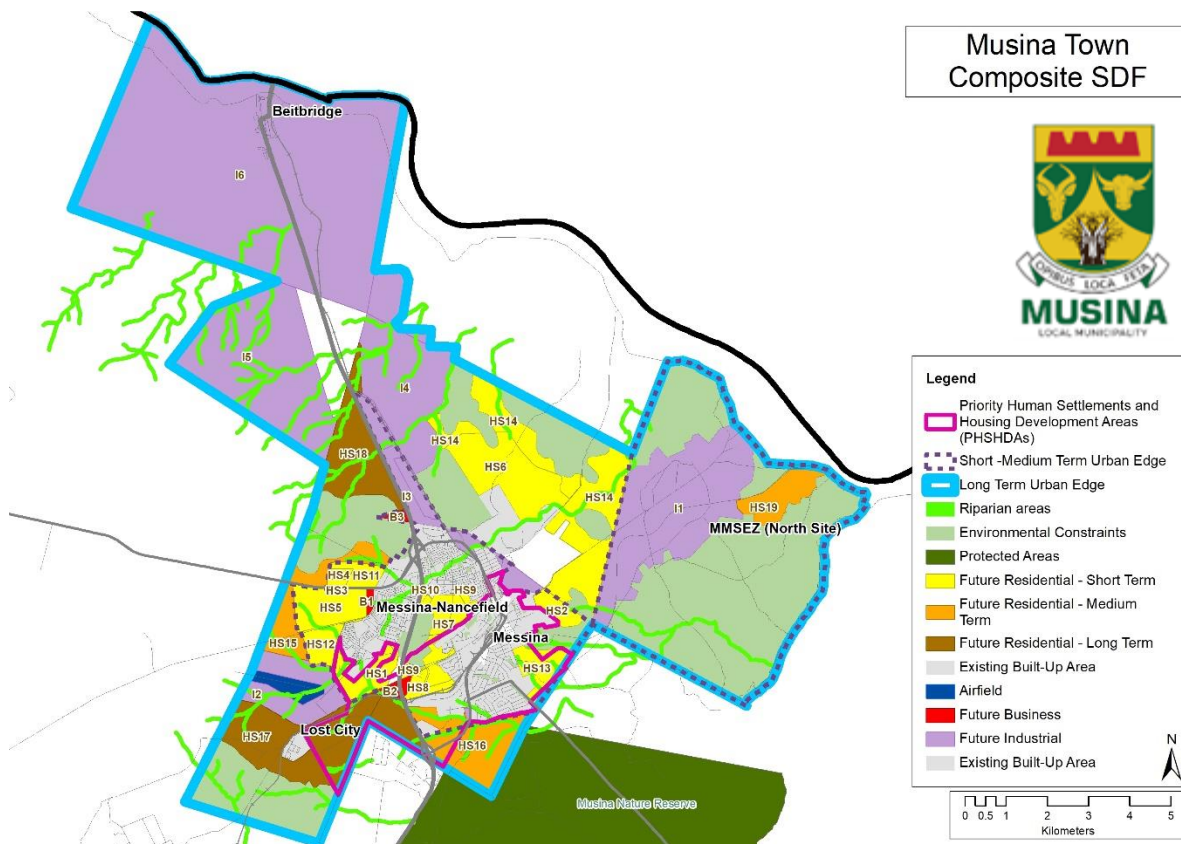 Musina Town
Composite SDF
OPIBUS LOCA FETA
MUSINA
LOCAL MUNICIPALITY
Legend
Priority Human Settlements and
Housing Development Areas
(PHSHDAs)
Short -Medium Term Urban Edge
Long Term Urban Edge
Riparian areas
Environmental Constraints
Protected Areas
Future Residential - Short Term
Future Residential - Medium
Term
Future Residential - Long Term
Existing Built-Up Area
Airfield
Future Business
Future Industrial
Existing Built-Up Area
N
0 0.5 1 2 3 4 5
Kilometers
Beitbridge
I6
I5
I4
HS14
HS14
HS6
HS18
HS14
I3
I1
HS19
B3
MMSEZ (North Site)
HS4
HS11
HS3
HS10
HS9
B1
HS5
Messina-Nancefield
HS2
HS7
Messina
HS15
HS12
HS1
HS9
HS13
B2
HS8
I2
Lost City
HS17
HS16
Musina Nature Reserve